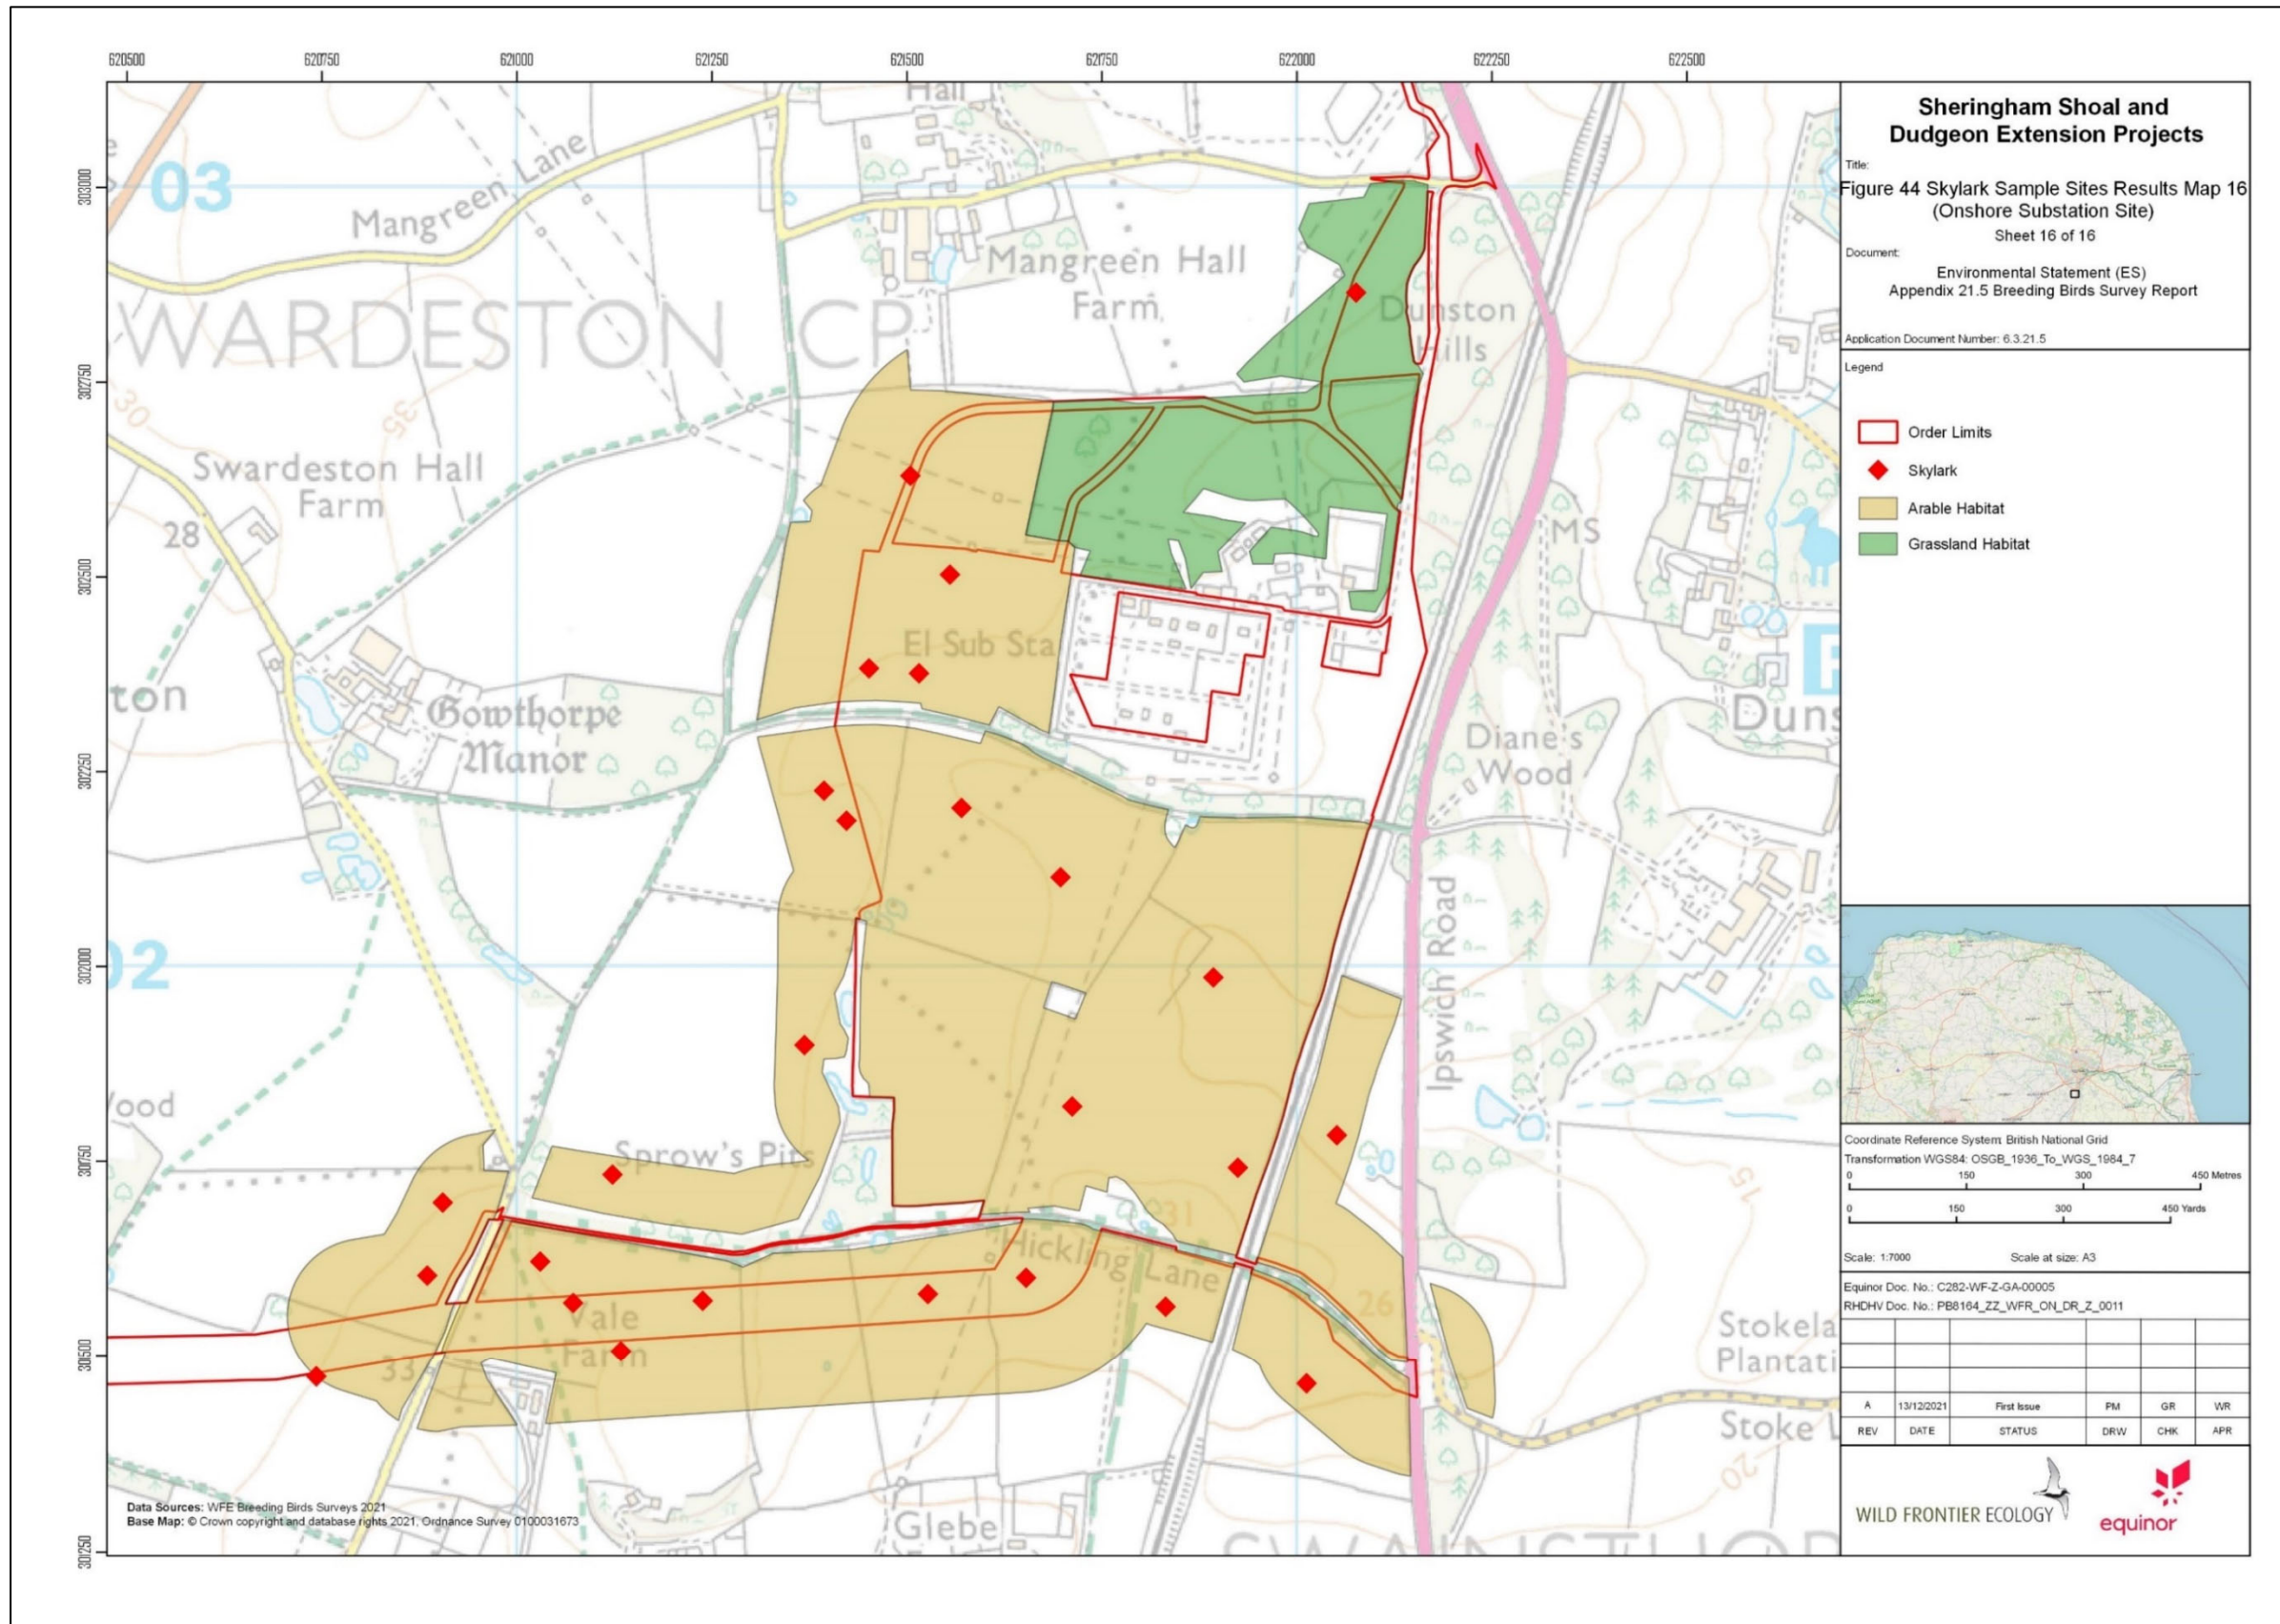 620500 620750 621000 621250 621500 621750 622000 622250 622500
303000
302750
302500
302250
302000
Hall
Mangreen Lane
03
Mangreen Hall
Farm
SWARDESTON CP
Dunston
Hills
30
35
Swardeston Hall
Farm
28
MS
El Sub Sta
ton
Gowthorpe
Manor
Duns
Diane's
Wood
02
Ipswich Road
Sprow's Pits
15
31
Hickling Lane
26
Vale
Farm
33
Stoke
Plantati
Stoke L
20
Glebe
Data Sources: WFE Breeding Birds Surveys 2021
Base Map: © Crown copyright and database rights 2021, Ordnance Survey 0100031673
Sheringham Shoal and
Dudgeon Extension Projects
Title:
Figure 44 Skylark Sample Sites Results Map 16
(Onshore Substation Site)
Sheet 16 of 16
Document:
Environmental Statement (ES)
Appendix 21.5 Breeding Birds Survey Report
Application Document Number: 6.3.21.5
Legend
Order Limits
Skylark
Arable Habitat
Grassland Habitat
Coordinate Reference System: British National Grid
Transformation WGS84: OSGB_1936_To_WGS_1984_7
0 150 300 450 Metres
0 150 300 450 Yards
Scale: 1:7000 Scale at size: A3
Equinor Doc. No.: C282-WF-Z-GA-00005
RHDHV Doc. No.: PB8164_ZZ_WFR_ON_DR_Z_0011
A 13/12/2021 First Issue PM GR WR
REV DATE STATUS DRW CHK APR
WILD FRONTIER ECOLOGY
equinor